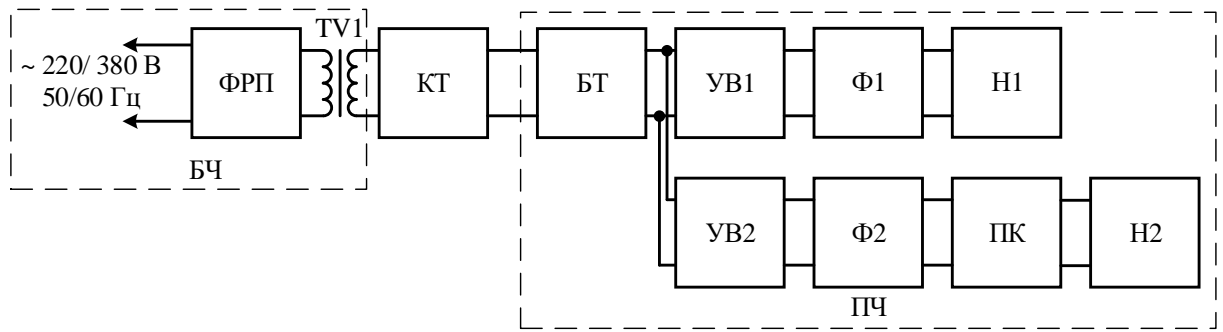 TV1
~ 220/ 380 В
50/60 Гц
ФРП
КТ
БТ
УВ1
Ф1
Н1
БЧ
УВ2
Ф2
ПК
Н2
ПЧ